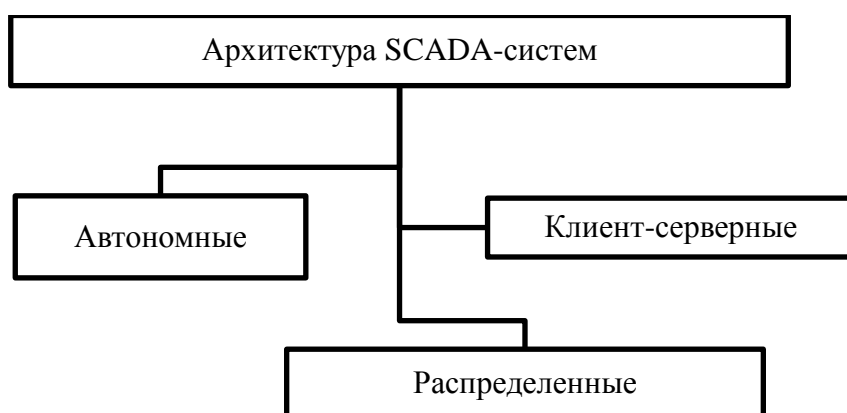 Архитектура SCADA-систем
Автономные
Клиент-серверные
Распределенные